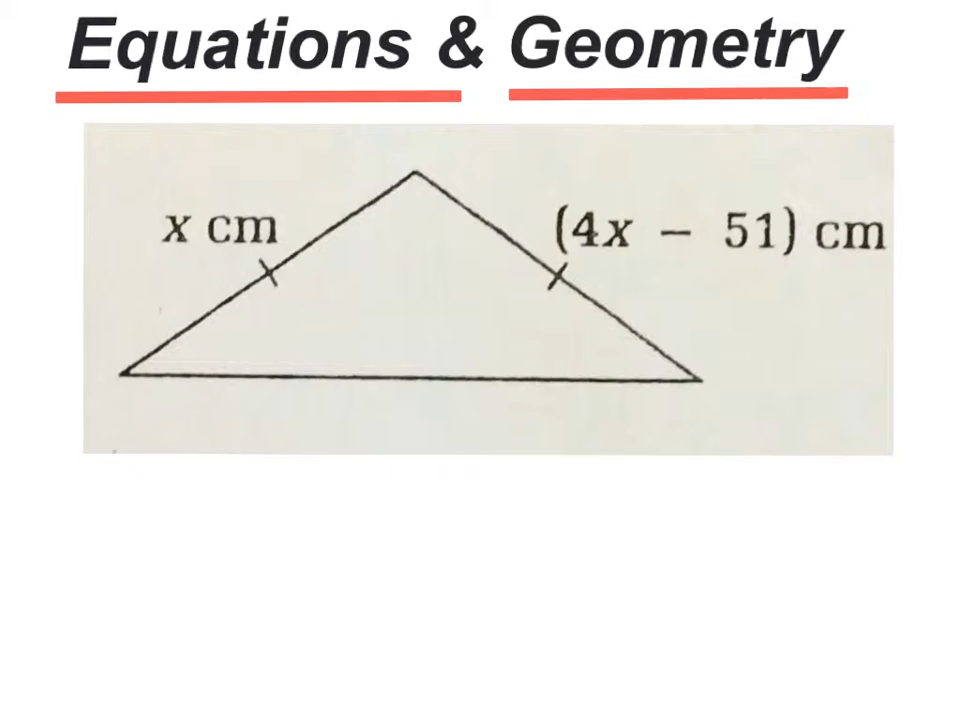 Equations & Geometry
x cm
(4x − 51) cm